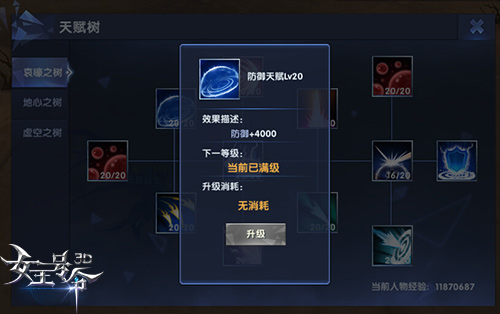 天赋树
哀嚎之树
地心之树
虚空之树
防御天赋Lv20
效果描述:
防御+4000
下一等级:
当前已满级
升级消耗:
无消耗
升级
20/20
20/20
20/20
16/20
20/20
当前人物经验: 11870687
女王号令
3D